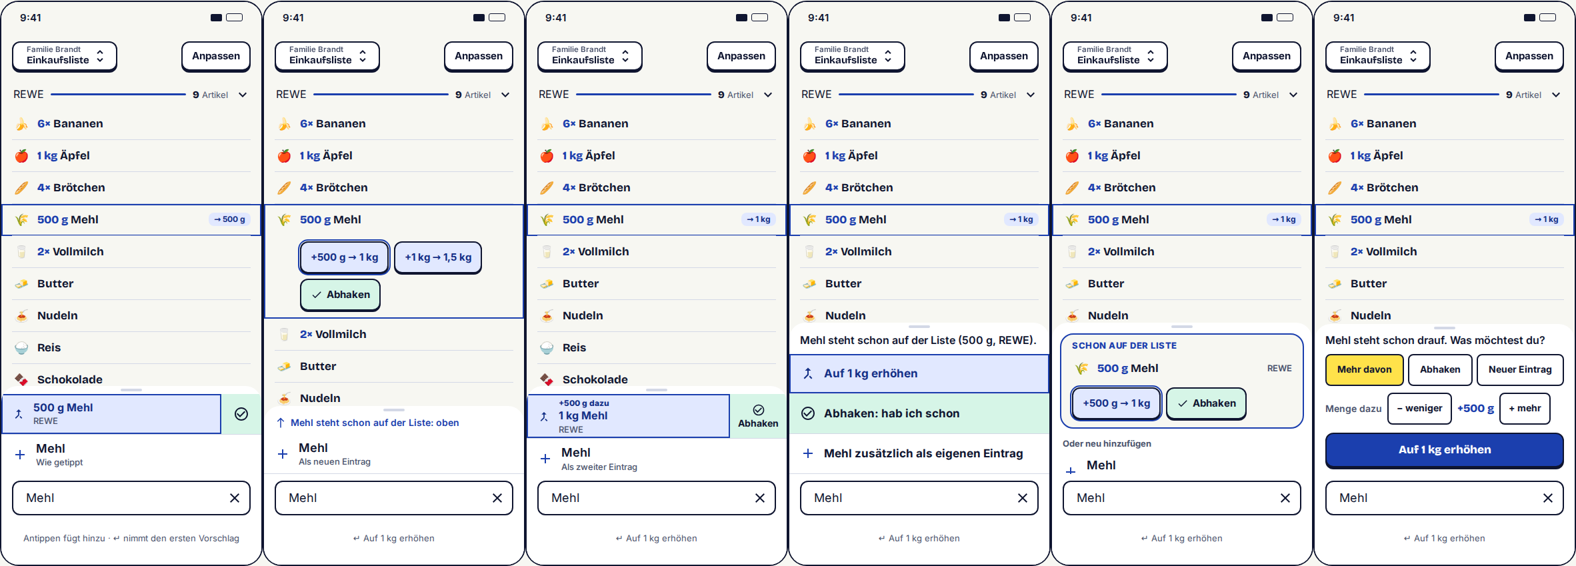 9:41
Familie Brandt
Einkaufsliste
Anpassen
REWE 9 Artikel
6× Bananen
1 kg Äpfel
4× Brötchen
500 g Mehl → 500 g
2× Vollmilch
Butter
Nudeln
Reis
Schokolade
500 g Mehl
REWE
+ Mehl
Wie getippt
Mehl
Antippen fügt hinzu · ↵ nimmt den ersten Vorschlag
9:41
Familie Brandt
Einkaufsliste
Anpassen
REWE 9 Artikel
6× Bananen
1 kg Äpfel
4× Brötchen
500 g Mehl
+500 g → 1 kg
+1 kg → 1,5 kg
✓ Abhaken
2× Vollmilch
Butter
Nudeln
↑ Mehl steht schon auf der Liste: oben
+ Mehl
Als neuen Eintrag
Mehl
↵ Auf 1 kg erhöhen
9:41
Familie Brandt
Einkaufsliste
Anpassen
REWE 9 Artikel
6× Bananen
1 kg Äpfel
4× Brötchen
500 g Mehl → 1 kg
2× Vollmilch
Butter
Nudeln
Reis
Schokolade
+500 g dazu
1 kg Mehl
REWE
Abhaken
+ Mehl
Als zweiter Eintrag
Mehl
↵ Auf 1 kg erhöhen
9:41
Familie Brandt
Einkaufsliste
Anpassen
REWE 9 Artikel
6× Bananen
1 kg Äpfel
4× Brötchen
500 g Mehl → 1 kg
2× Vollmilch
Butter
Nudeln
Mehl steht schon auf der Liste (500 g, REWE).
Auf 1 kg erhöhen
Abhaken: hab ich schon
+ Mehl zusätzlich als eigenen Eintrag
Mehl
↵ Auf 1 kg erhöhen
9:41
Familie Brandt
Einkaufsliste
Anpassen
REWE 9 Artikel
6× Bananen
1 kg Äpfel
4× Brötchen
500 g Mehl → 1 kg
2× Vollmilch
Butter
Nudeln
SCHON AUF DER LISTE
500 g Mehl REWE
+500 g → 1 kg
✓ Abhaken
Oder neu hinzufügen
+ Mehl
Mehl
↵ Auf 1 kg erhöhen
9:41
Familie Brandt
Einkaufsliste
Anpassen
REWE 9 Artikel
6× Bananen
1 kg Äpfel
4× Brötchen
500 g Mehl → 1 kg
2× Vollmilch
Butter
Nudeln
Mehl steht schon drauf. Was möchtest du?
Mehr davon
Abhaken
Neuer Eintrag
Menge dazu − weniger +500 g + mehr
Auf 1 kg erhöhen
Mehl
↵ Auf 1 kg erhöhen